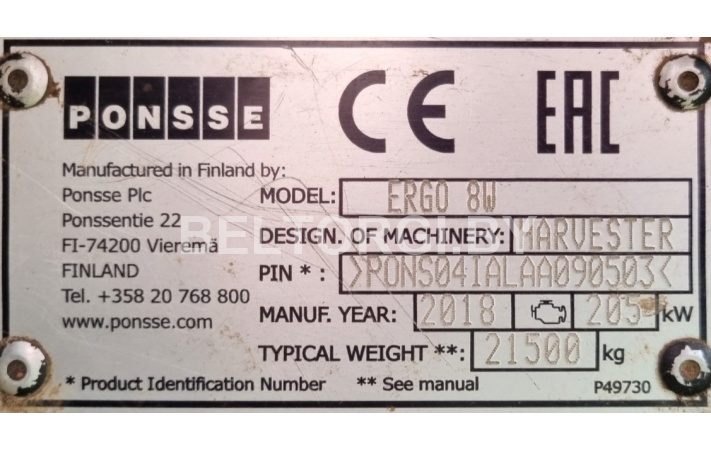 PONSSE
CE EAC
Manufactured in Finland by:
Ponsse Plc
Ponssentie 22
FI-74200 Vieremä
FINLAND
Tel. +358 20 768 800
www.ponsse.com
MODEL: ERGO 8W
DESIGN. OF MACHINERY: HARVESTER
PIN * : >PONS04IALAA090503<
MANUF. YEAR: 2018 205 kW
TYPICAL WEIGHT **: 21500 kg
* Product Identification Number ** See manual P49730
BELTORGI.BY